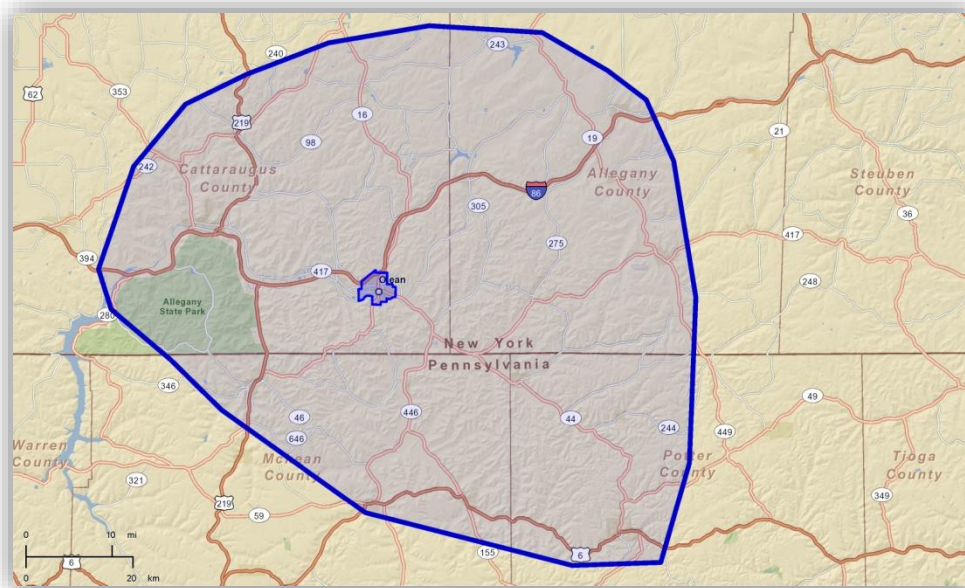 243
240
62
353
219
16
98
19
21
242
Cattaraugus
County
Allegany
County
Steuben
County
86
305
36
417
275
394
417
Olean
248
Allegany
State Park
280
New York
Pennsylvania
346
46
446
44
49
646
244
449
Warren
County
McKean
County
Potter
County
Tioga
County
321
219
59
349
0 10 mi
155
6
6
0 20 km